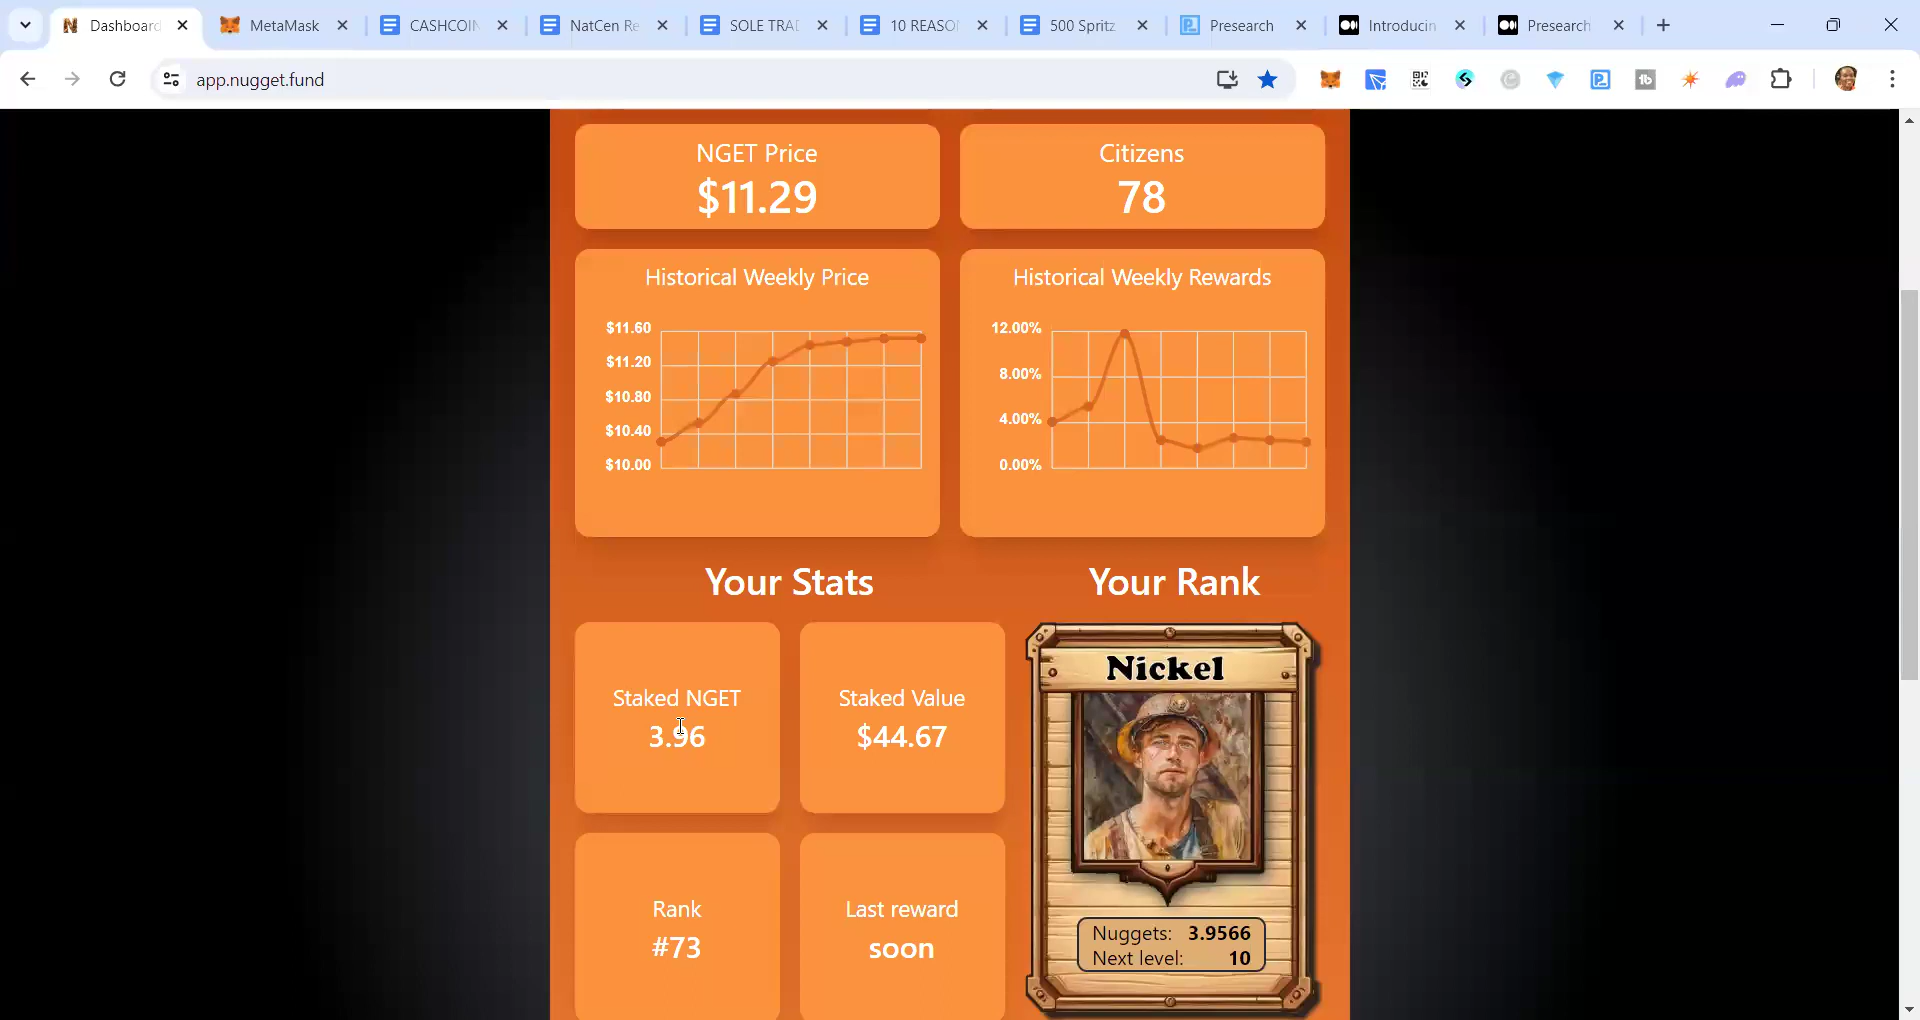 Dashboard
MetaMask
CASHCOIN
NatCen Re
SOLE TRAD
10 REASO
500 Spritz
Presearch
Introducin
Presearch
app.nugget.fund
NGET Price
$11.29
Citizens
78
Historical Weekly Price
$11.60
$11.20
$10.80
$10.40
$10.00
Historical Weekly Rewards
12.00%
8.00%
4.00%
0.00%
Your Stats
Your Rank
Staked NGET
3.96
Staked Value
$44.67
Rank
#73
Last reward
soon
Nickel
Nuggets: 3.9566
Next level: 10